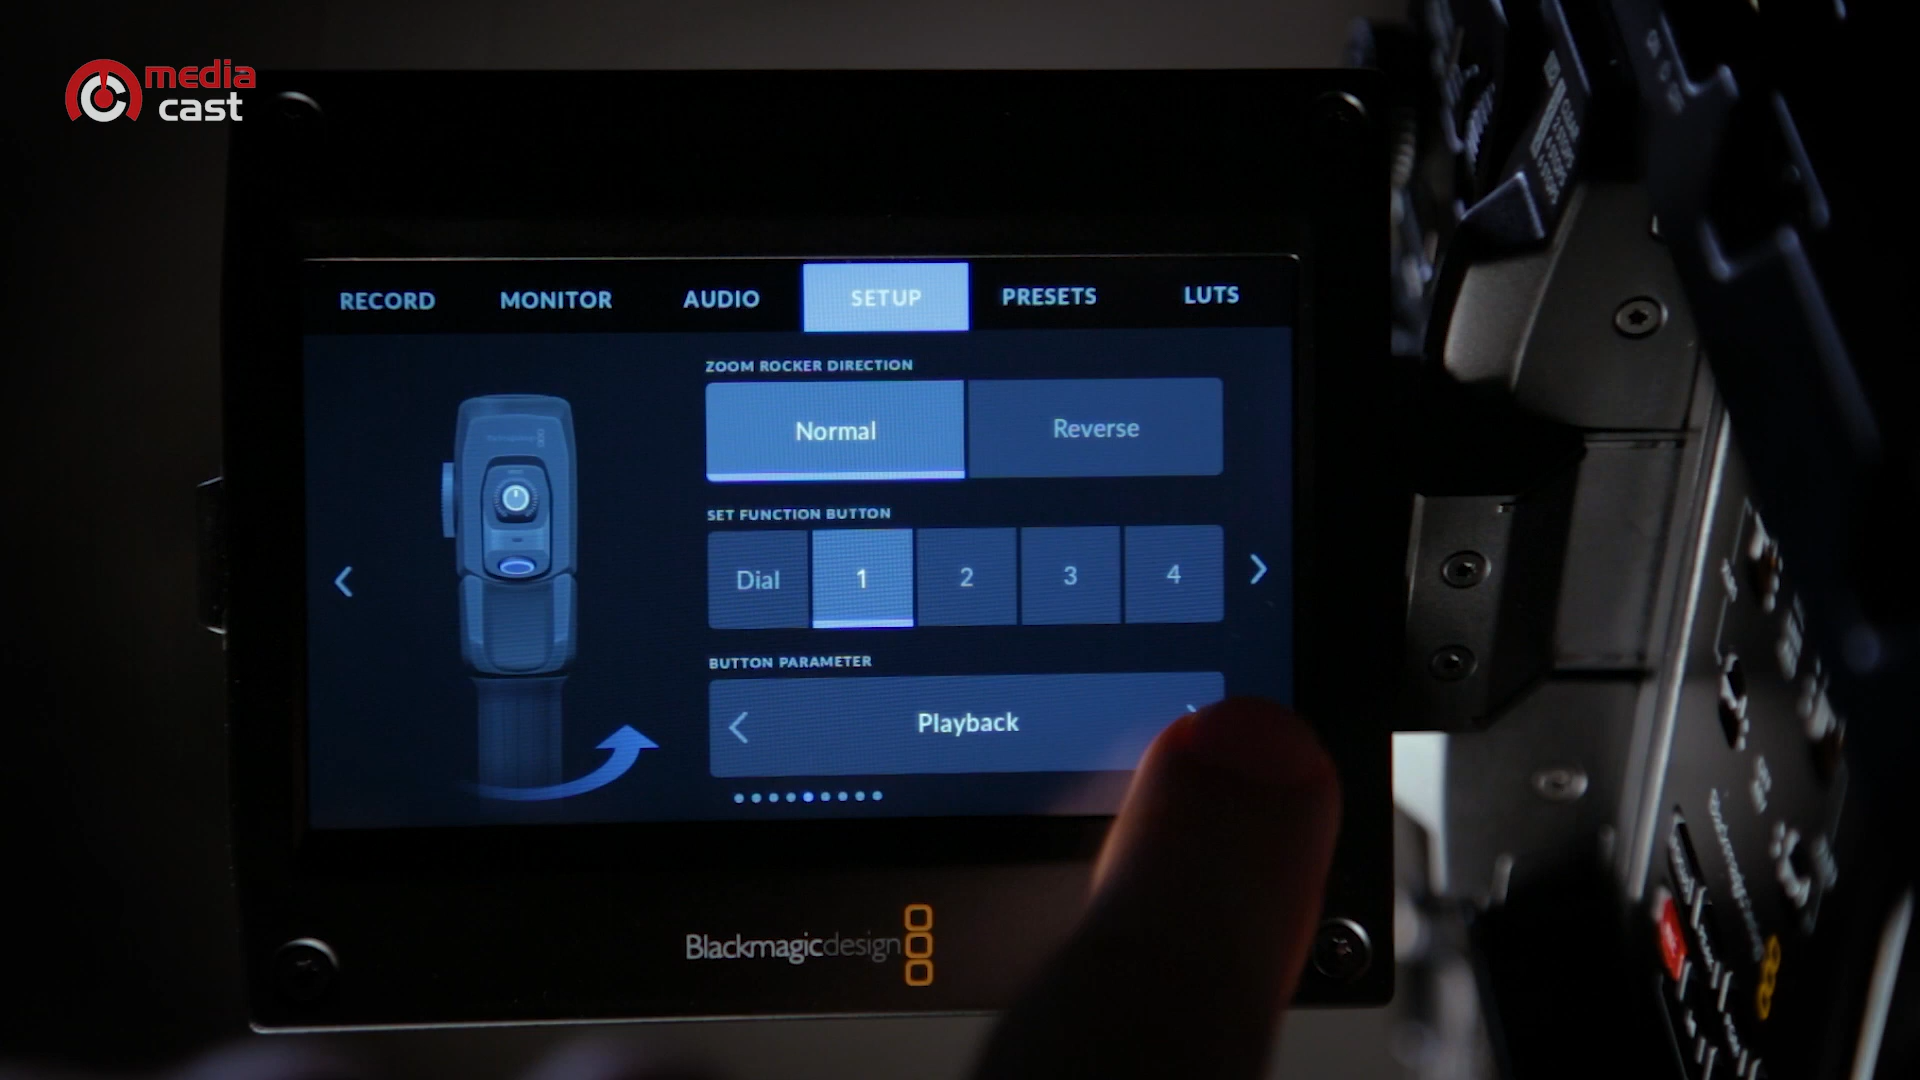 media
cast
RECORD MONITOR AUDIO SETUP PRESETS LUTS
ZOOM ROCKER DIRECTION
Normal Reverse
SET FUNCTION BUTTON
Dial 1 2 3 4
BUTTON PARAMETER
Playback
Blackmagicdesign